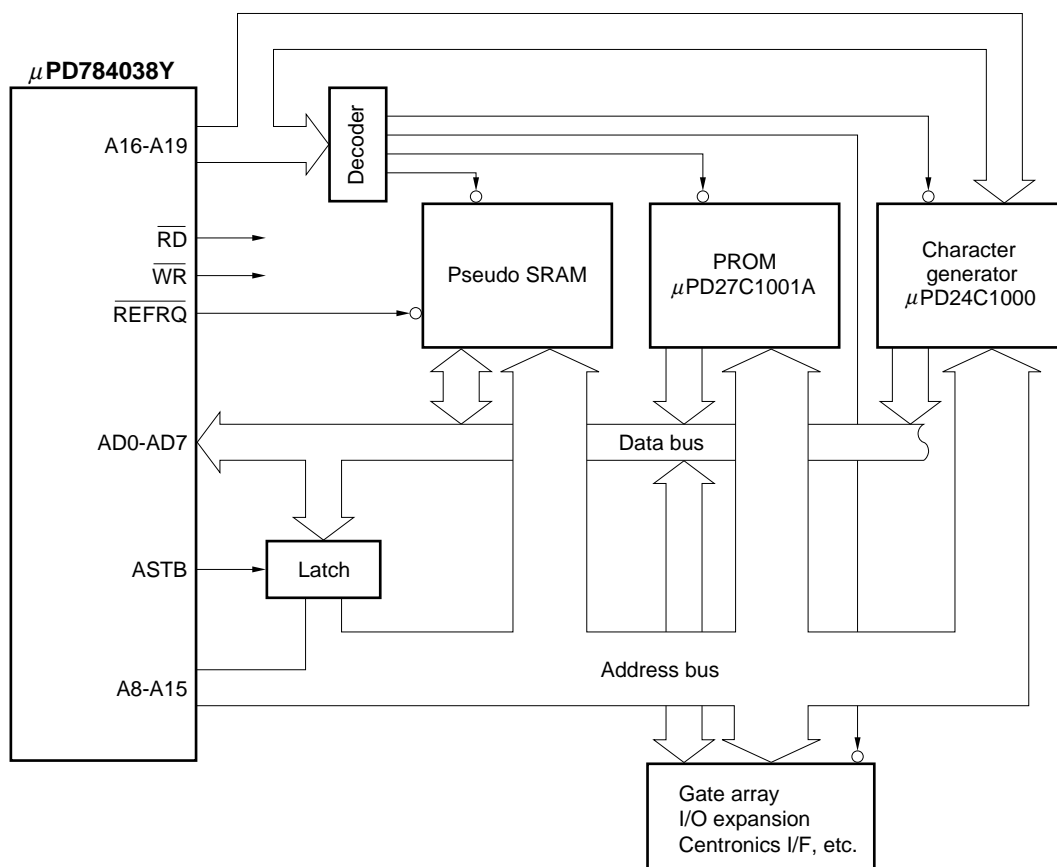 μPD784038Y
A16-A19
Decoder
RD
WR
REFRQ
Pseudo SRAM
PROM
μPD27C1001A
Character
generator
μPD24C1000
AD0-AD7
Data bus
ASTB
Latch
A8-A15
Address bus
Gate array
I/O expansion
Centronics I/F, etc.